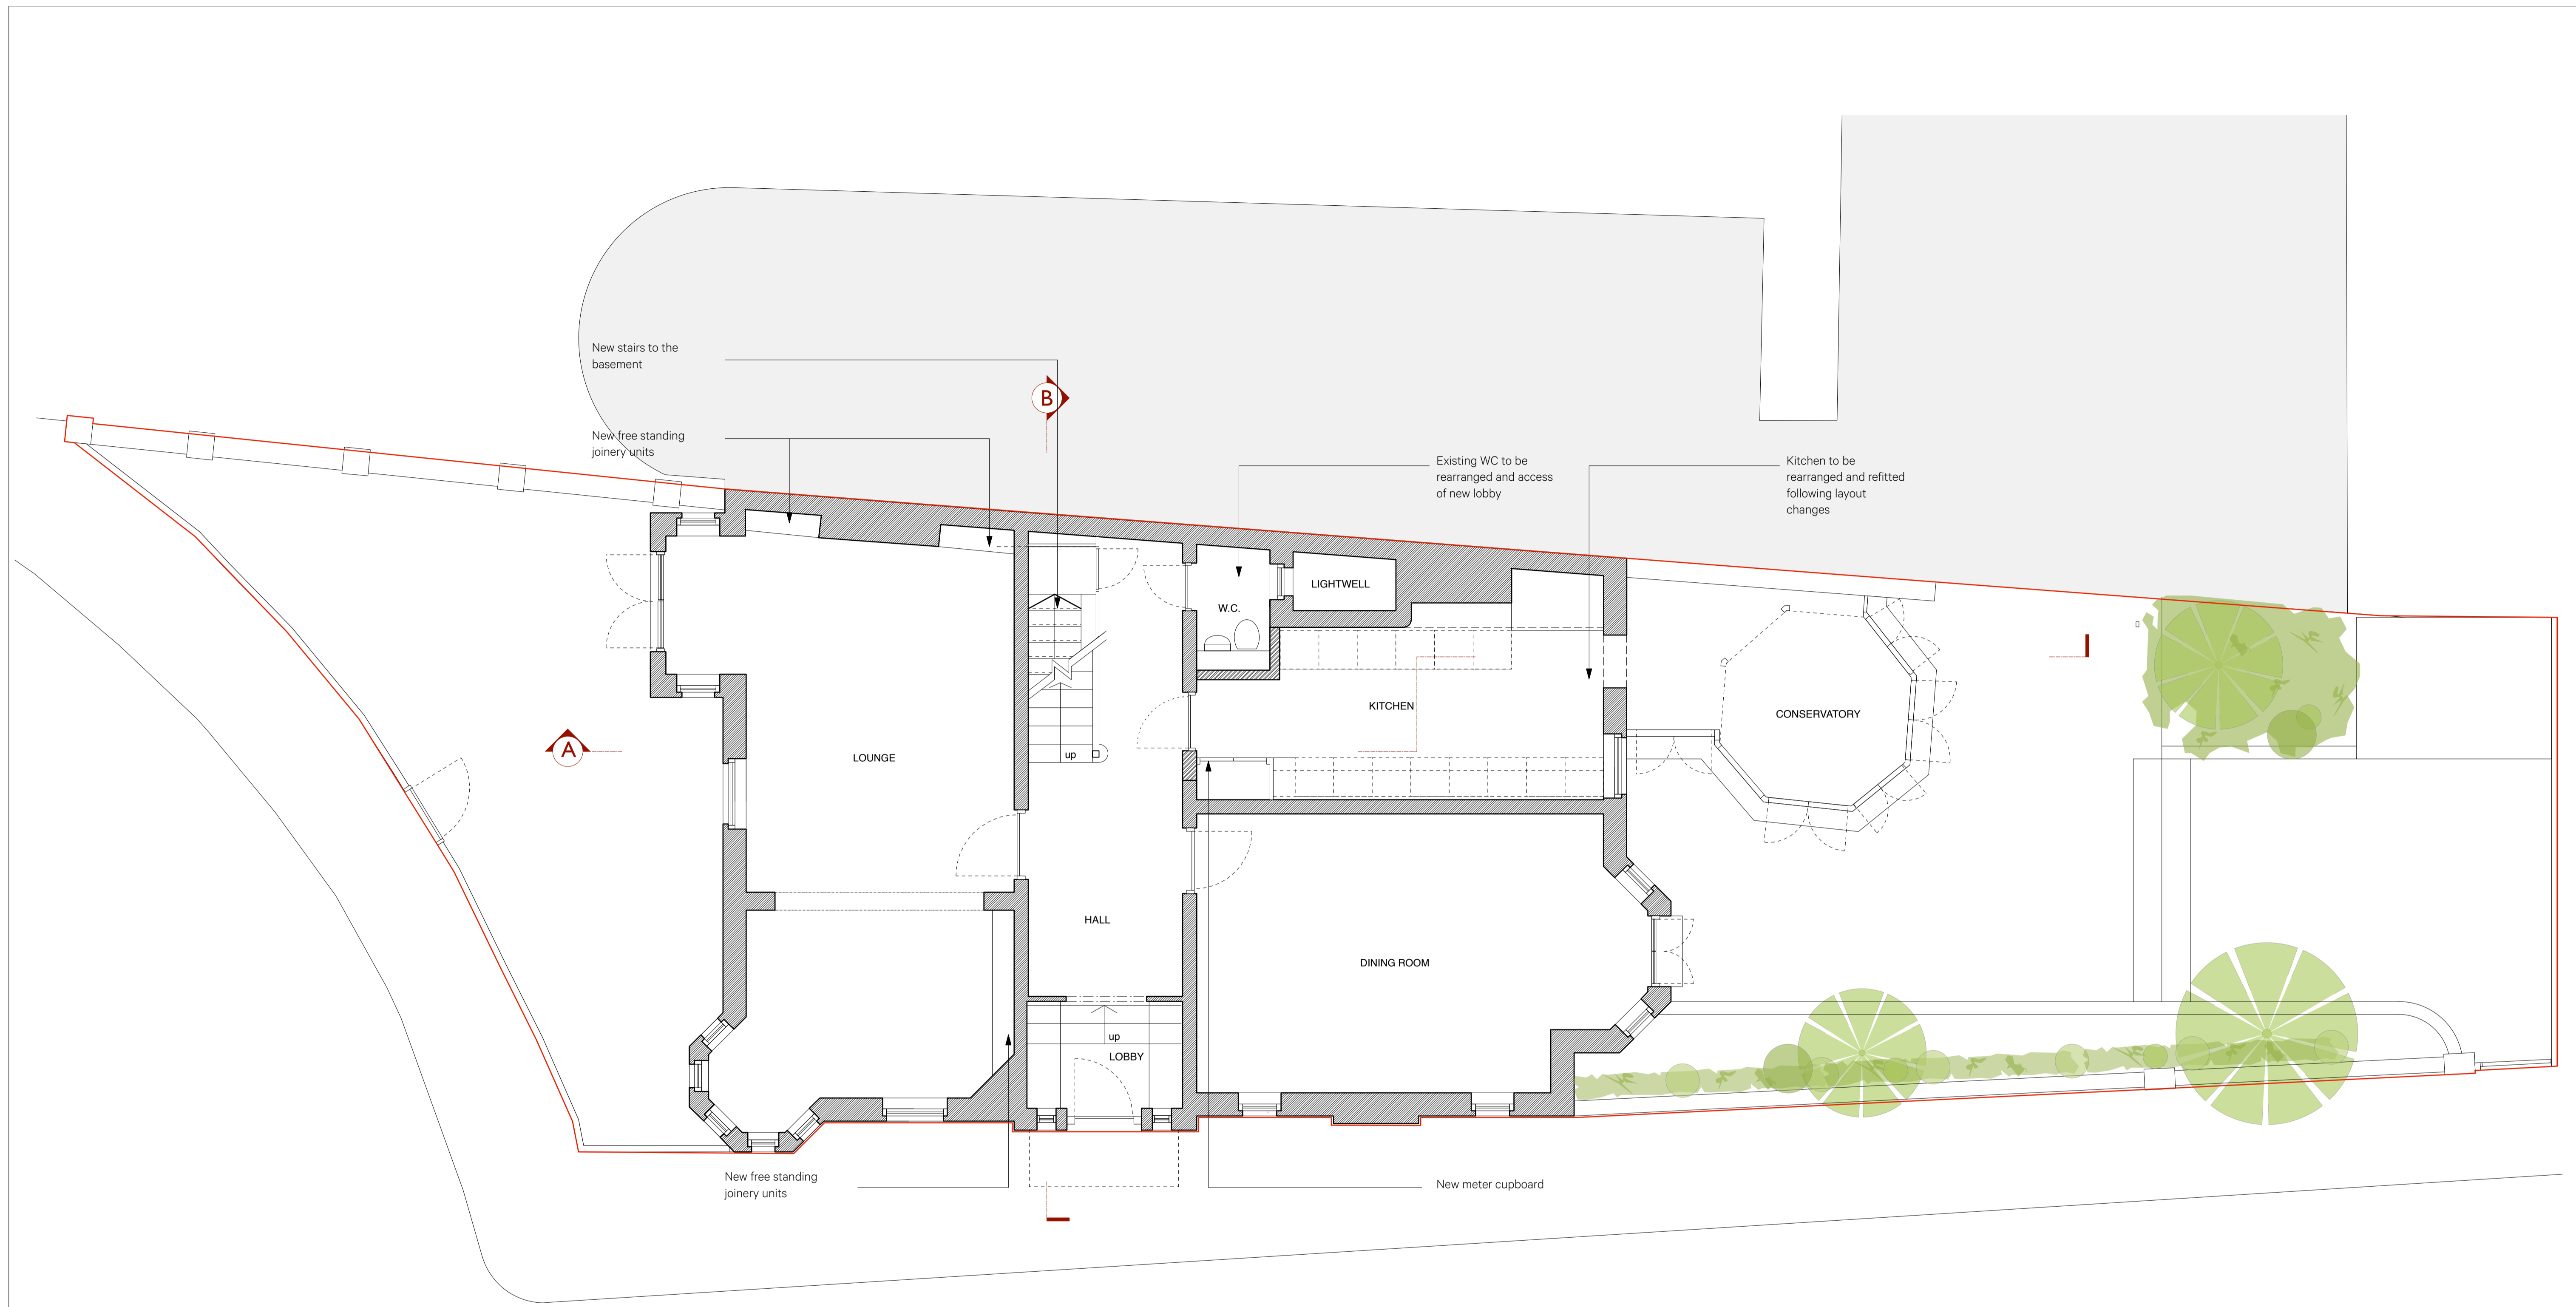 New stairs to the
basement
B
New free standing
joinery units
Existing WC to be
rearranged and access
of new lobby
Kitchen to be
rearranged and refitted
following layout
changes
LIGHTWELL
W.C.
KITCHEN
CONSERVATORY
A
LOUNGE
up
HALL
DINING ROOM
up
LOBBY
New free standing
joinery units
New meter cupboard